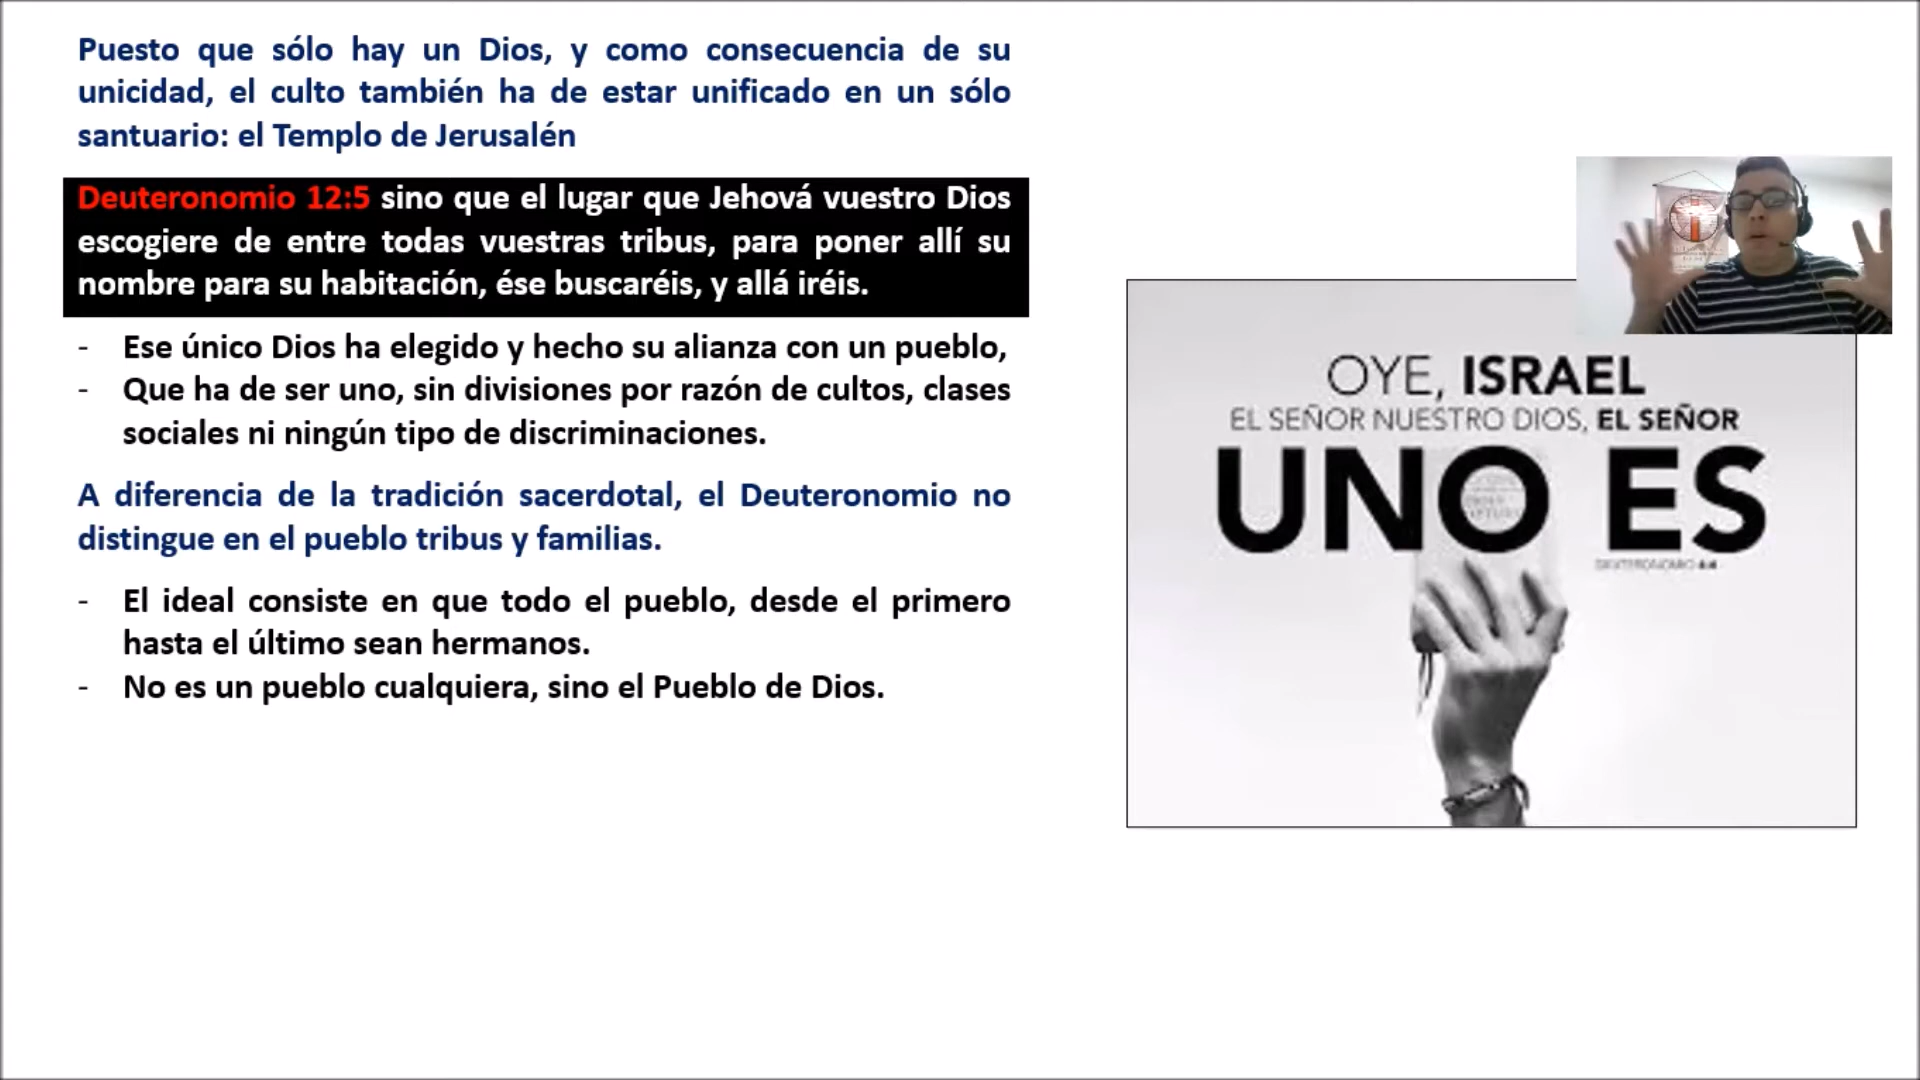 Puesto que sólo hay un Dios, y como consecuencia de su
unicidad, el culto también ha de estar unificado en un sólo
santuario: el Templo de Jerusalén
Deuteronomio 12:5 sino que el lugar que Jehová vuestro Dios
escogiere de entre todas vuestras tribus, para poner allí su
nombre para su habitación, ése buscaréis, y allá iréis.
- Ese único Dios ha elegido y hecho su alianza con un pueblo,
- Que ha de ser uno, sin divisiones por razón de cultos, clases
sociales ni ningún tipo de discriminaciones.
A diferencia de la tradición sacerdotal, el Deuteronomio no
distingue en el pueblo tribus y familias.
- El ideal consiste en que todo el pueblo, desde el primero
hasta el último sean hermanos.
- No es un pueblo cualquiera, sino el Pueblo de Dios.
OYE, ISRAEL
EL SEÑOR NUESTRO DIOS, EL SEÑOR
UNO ES
DEUTERONOMIO 6:4